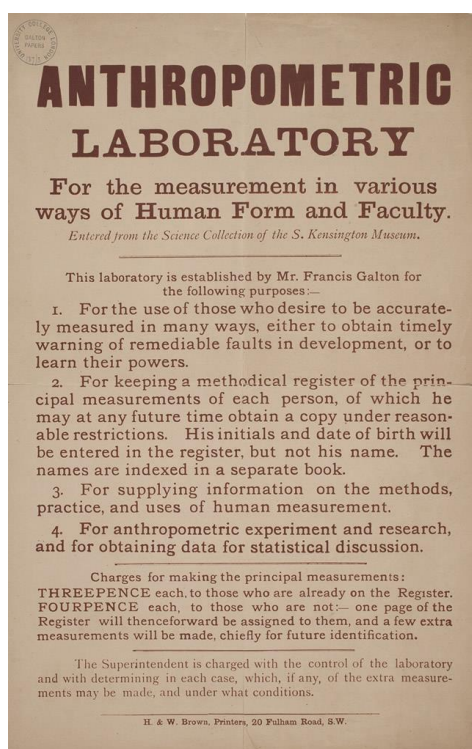 UNIVERSITY COLLEGE LONDON
GALTON
PAPERS
ANTHROPOMETRIC
LABORATORY
For the measurement in various
ways of Human Form and Faculty.
Entered from the Science Collection of the S. Kensington Museum.
This laboratory is established by Mr. Francis Galton for
the following purposes:—
1. For the use of those who desire to be accurate-
ly measured in many ways, either to obtain timely
warning of remediable faults in development, or to
learn their powers.
2. For keeping a methodical register of the prin-
cipal measurements of each person, of which he
may at any future time obtain a copy under reason-
able restrictions. His initials and date of birth will
be entered in the register, but not his name. The
names are indexed in a separate book.
3. For supplying information on the methods,
practice, and uses of human measurement.
4. For anthropometric experiment and research,
and for obtaining data for statistical discussion.
Charges for making the principal measurements:
THREEPENCE each, to those who are already on the Register.
FOURPENCE each, to those who are not:— one page of the
Register will thenceforward be assigned to them, and a few extra
measurements will be made, chiefly for future identification.
The Superintendent is charged with the control of the laboratory
and with determining in each case, which, if any, of the extra measure-
ments may be made, and under what conditions.
H. & W. Brown, Printers, 20 Fulham Road, S.W.